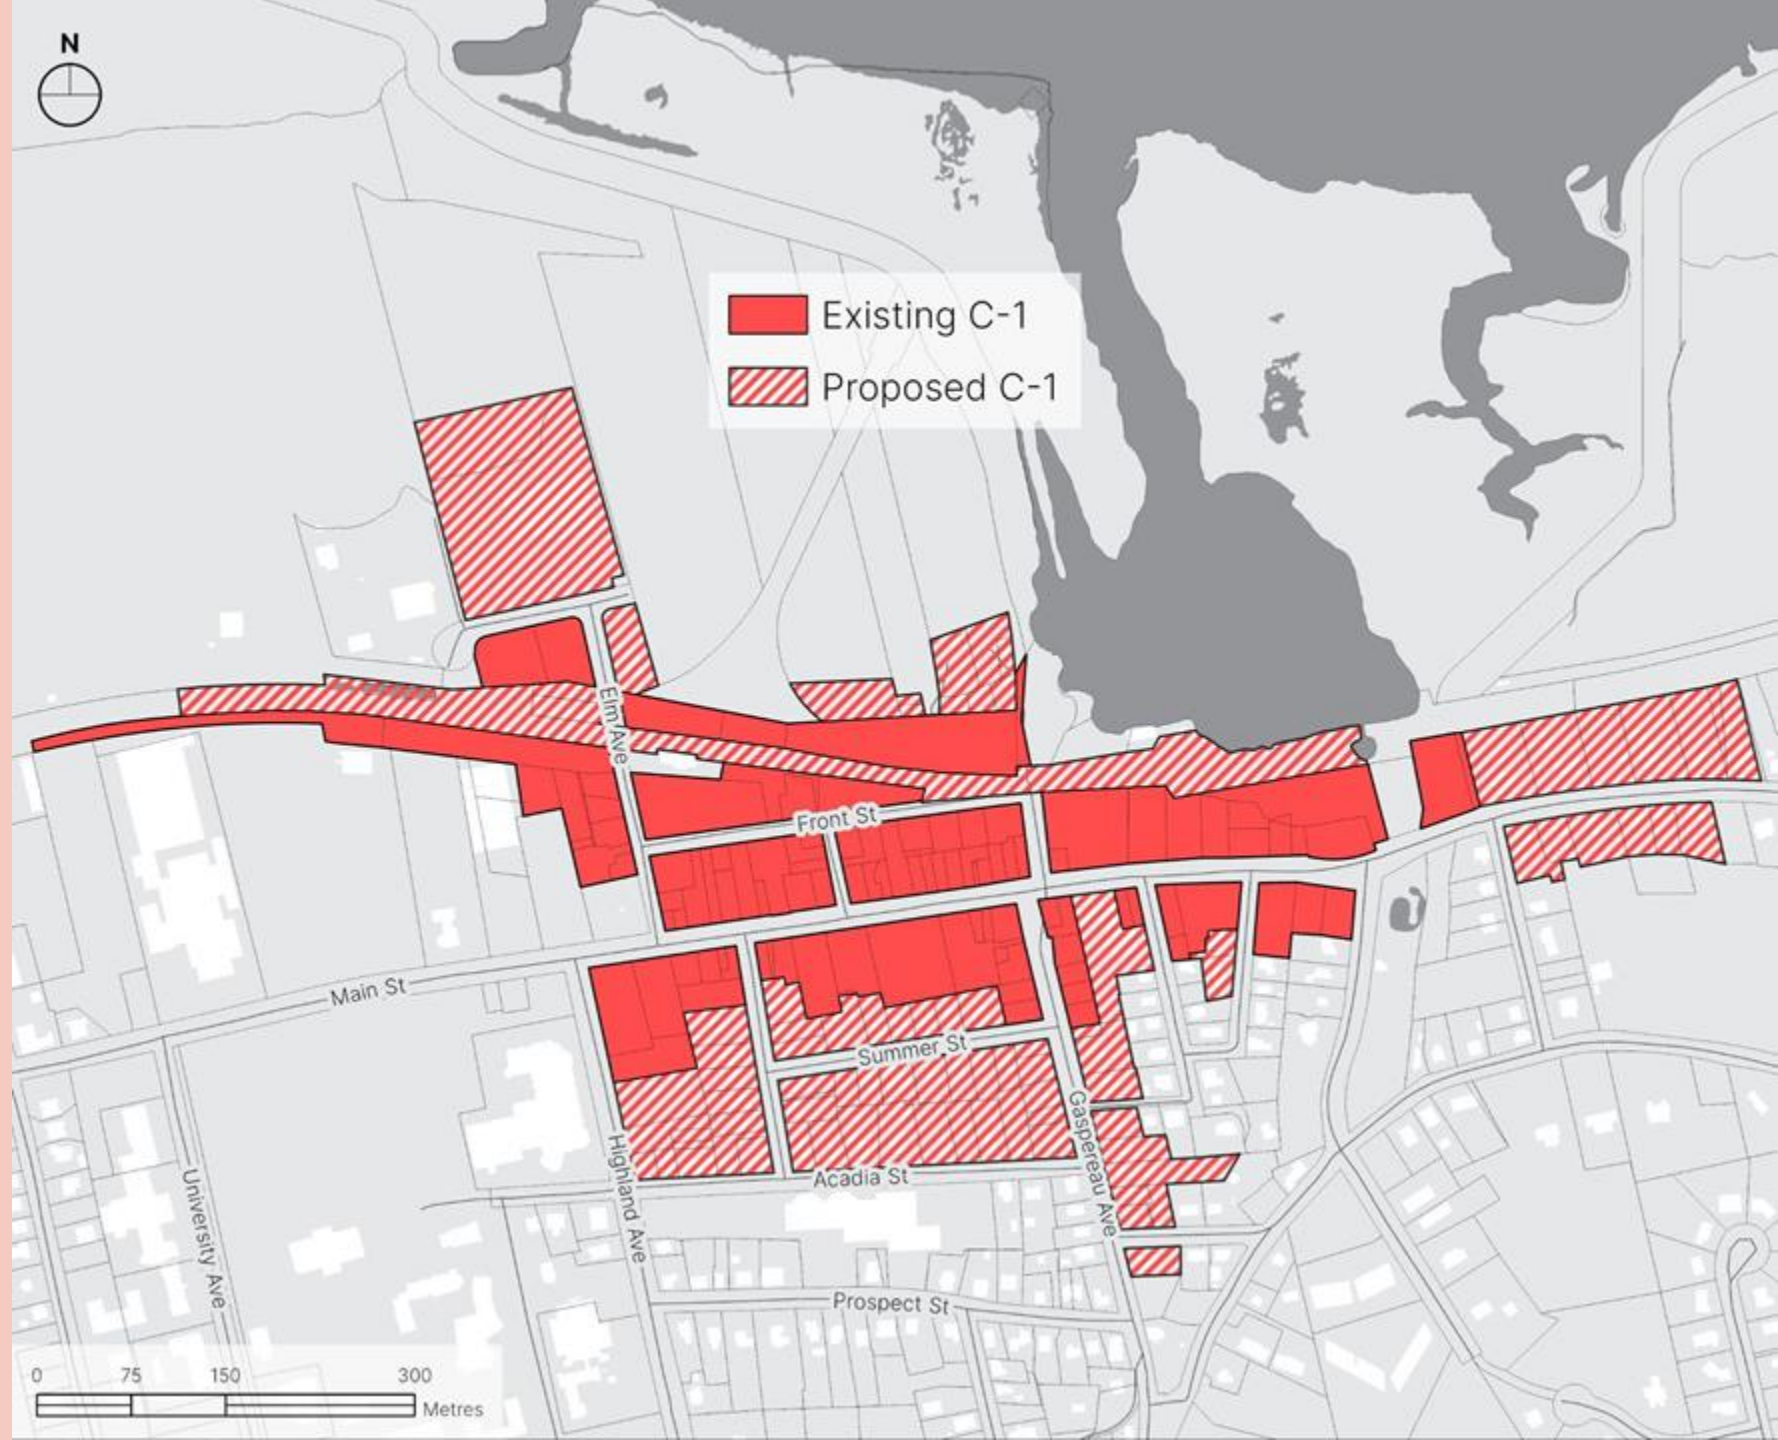 N
Existing C-1
Proposed C-1
Elm Ave
Front St
Main St
Summer St
Gaspereau Ave
Highland Ave
Acadia St
University Ave
Prospect St
0 75 150 300
Metres